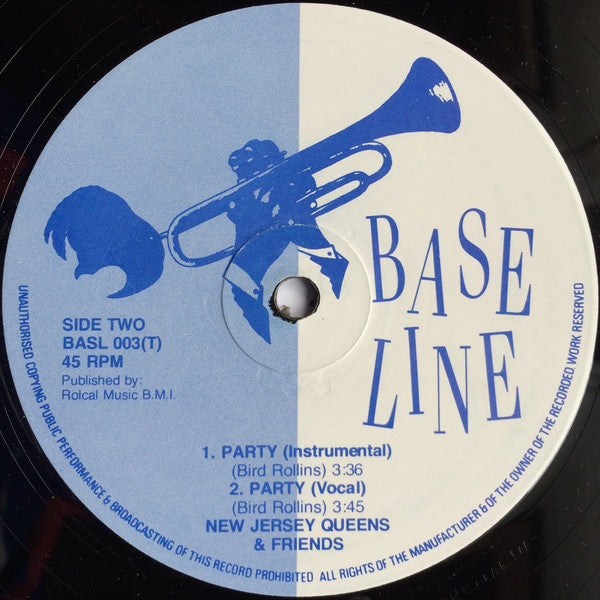 BASE
LINE
SIDE TWO
BASL 003(T)
45 RPM
Published by:
Rolcal Music B.M.I.
1. PARTY (Instrumental)
(Bird Rollins) 3:36
2. PARTY (Vocal)
(Bird Rollins) 3:45
NEW JERSEY QUEENS
& FRIENDS
UNAUTHORISED COPYING PUBLIC PERFORMANCE & BROADCASTING OF THIS RECORD PROHIBITED ALL RIGHTS OF THE MANUFACTURER & OF THE OWNER OF THE RECORDED WORK RESERVED